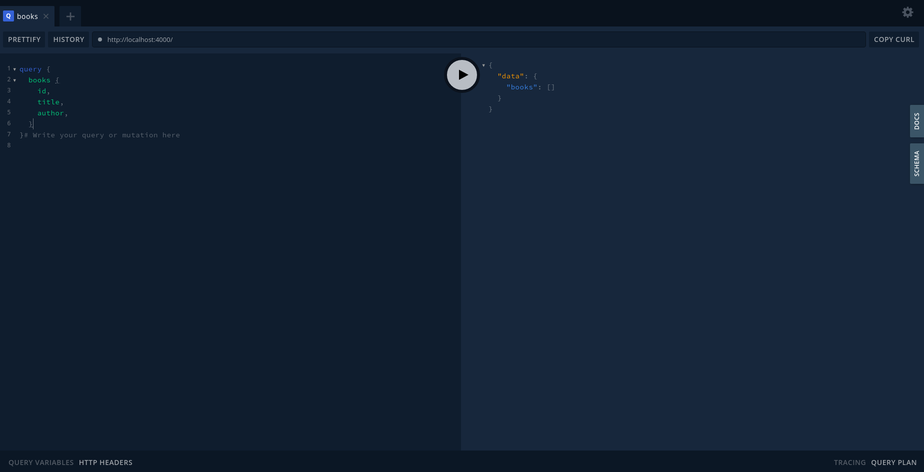 Q books
PRETTIFY HISTORY http://localhost:4000/ COPY CURL
1 query {
2 books {
3 id,
4 title,
5 author,
6 }
7 }# Write your query or mutation here
8
{
"data": {
"books": []
}
}
DOCS
SCHEMA
QUERY VARIABLES HTTP HEADERS TRACING QUERY PLAN